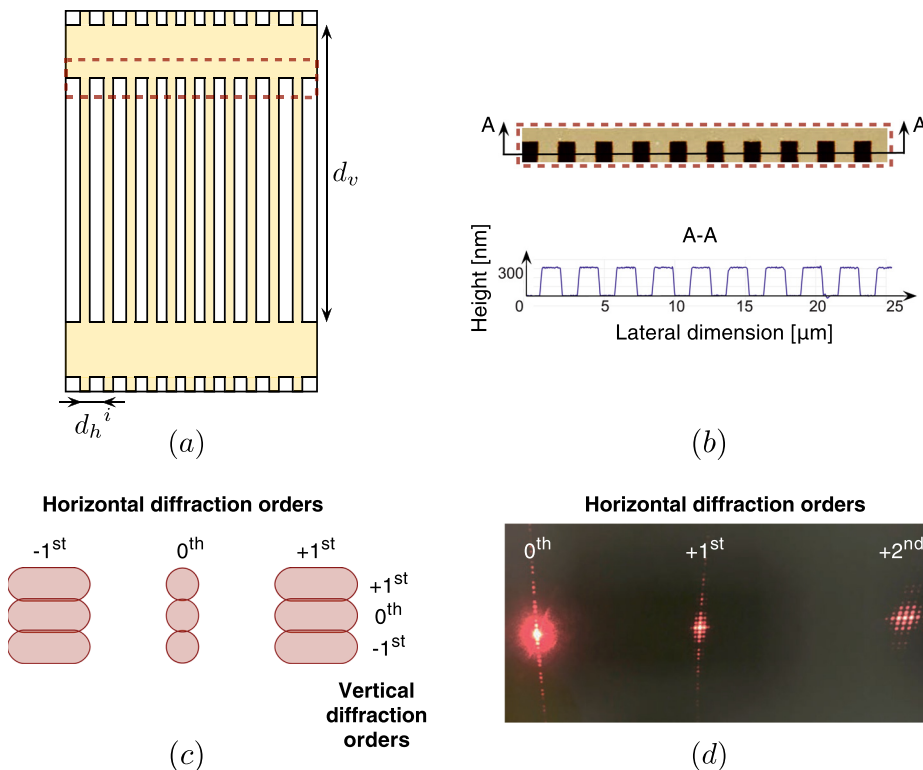 d_v
d_h^i
(a)
A
A
A-A
Height [nm]
300
0
5
10
15
20
25
Lateral dimension [μm]
(b)
Horizontal diffraction orders
-1st
0th
+1st
+1st
0th
-1st
Vertical
diffraction
orders
(c)
Horizontal diffraction orders
0th
+1st
+2nd
(d)